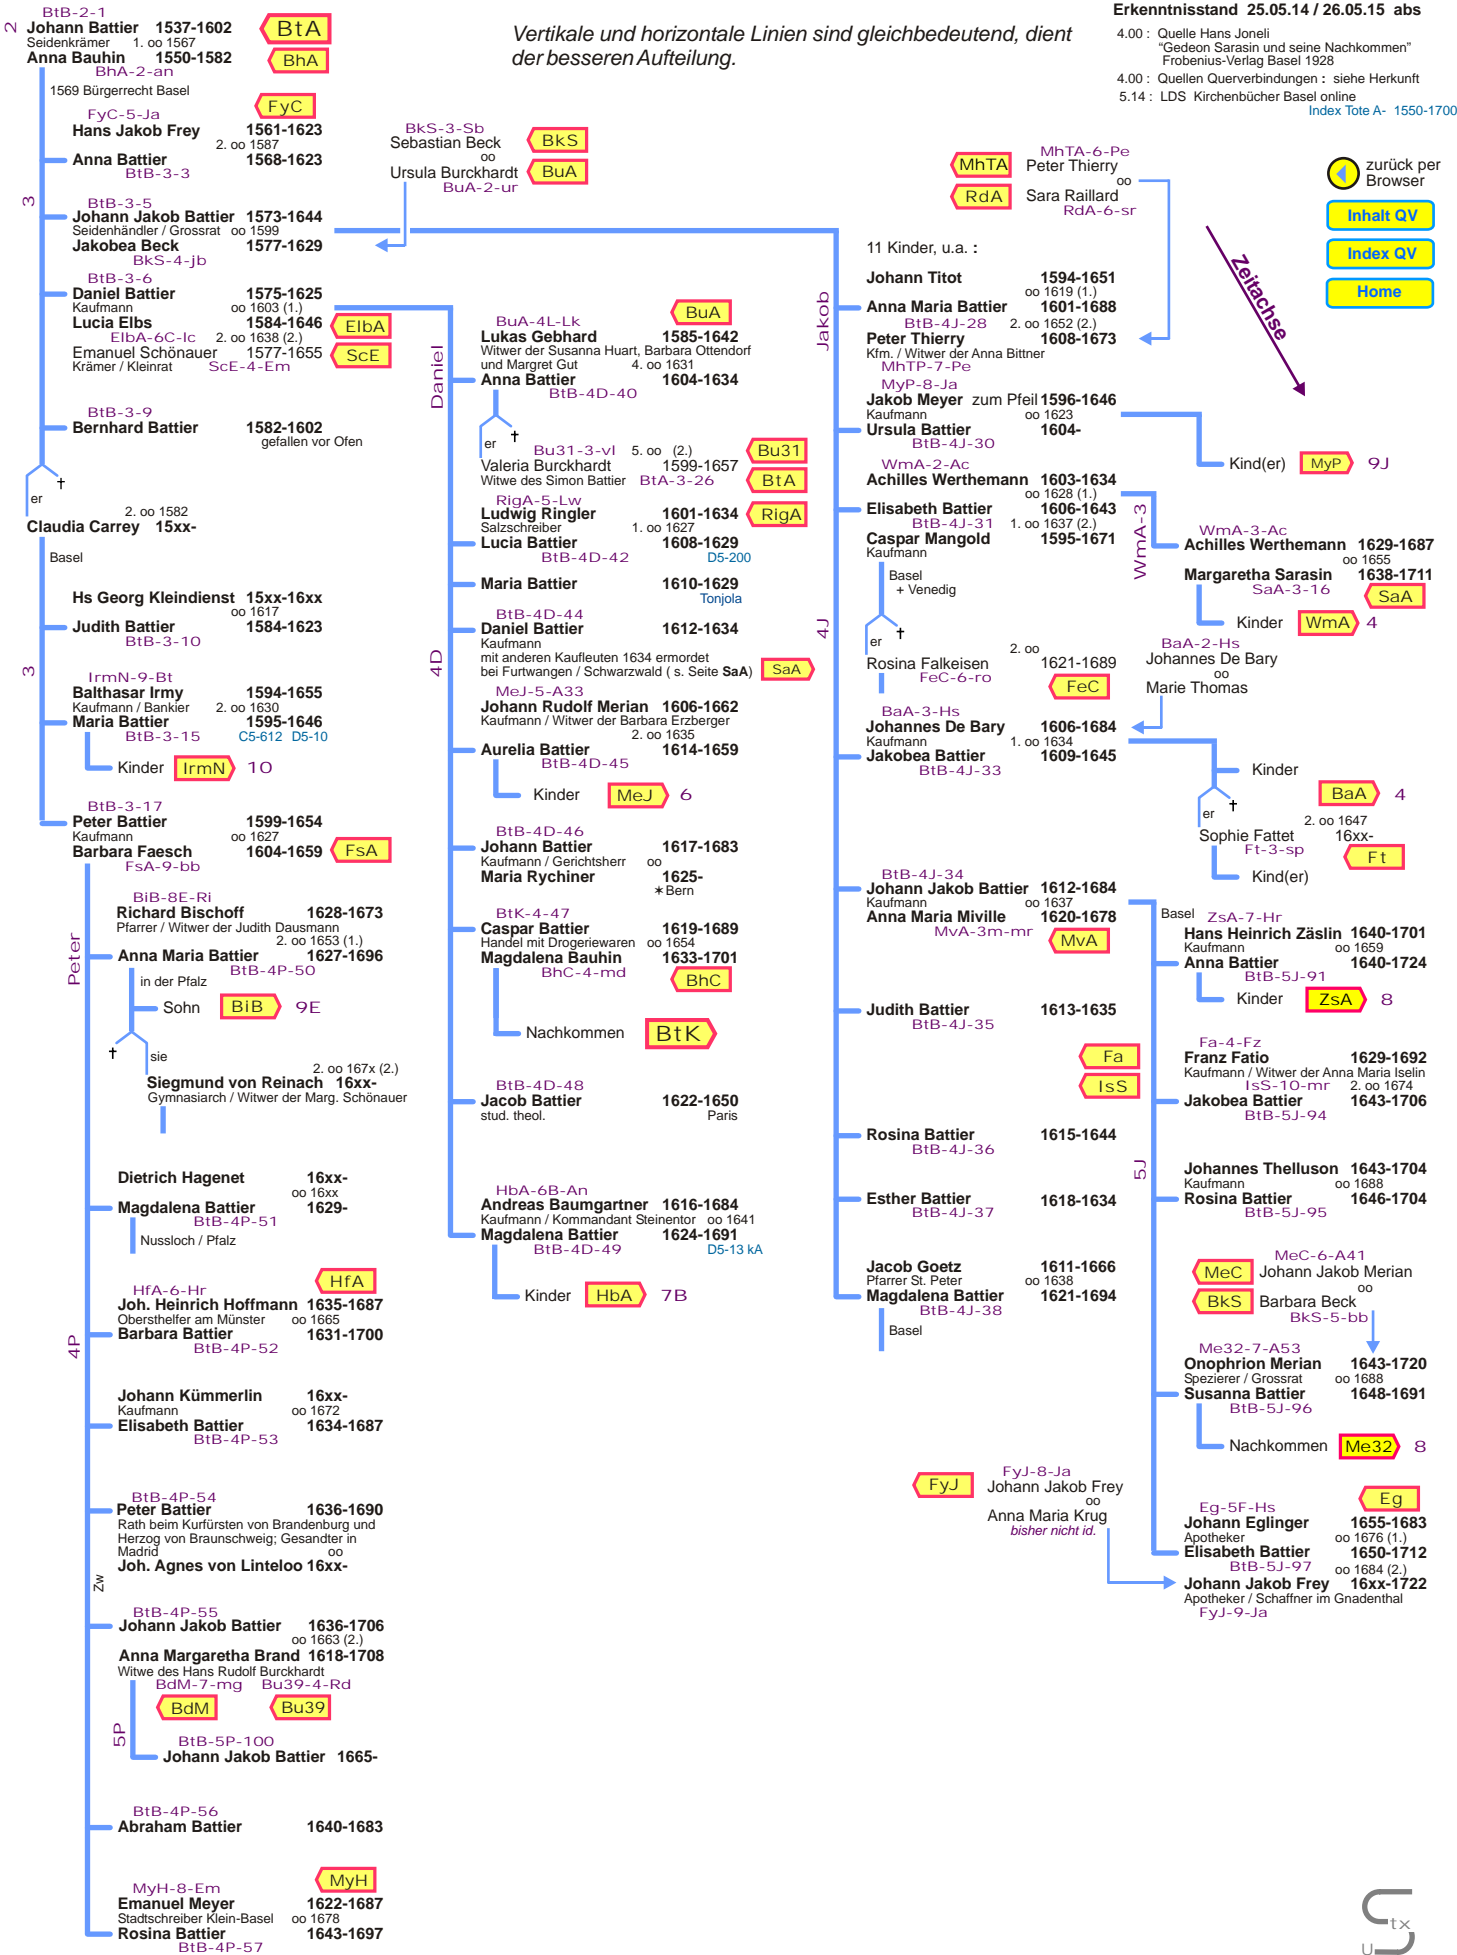 BtB-2-1
2
Johann Battier 1537-1602
BtA
Seidenkrämer 1. oo 1567
Anna Bauhin 1550-1582
BhA
BhA-2-an
1569 Bürgerrecht Basel
FyC-5-Ja
FyC
Hans Jakob Frey 1561-1623
2. oo 1587
Anna Battier 1568-1623
BtB-3-3
3
BtB-3-5
Johann Jakob Battier 1573-1644
Seidenhändler / Grossrat oo 1599
Jakobea Beck 1577-1629
BkS-4-jb
BtB-3-6
Daniel Battier 1575-1625
Kaufmann oo 1603 (1.)
Lucia Elbs 1584-1646
ElbA
ElbA-6C-lc 2. oo 1638 (2.)
Emanuel Schönauer 1577-1655
ScE
Krämer / Kleinrat ScE-4-Em
BtB-3-9
Bernhard Battier 1582-1602
gefallen vor Ofen
†
er
2. oo 1582
Claudia Carrey 15xx-
Basel
Hs Georg Kleindienst 15xx-16xx
oo 1617
Judith Battier 1584-1623
BtB-3-10
3
IrmN-9-Bt
Balthasar Irmy 1594-1655
Kaufmann / Bankier 2. oo 1630
Maria Battier 1595-1646
BtB-3-15 C5-612 D5-10
Kinder IrmN 10
BtB-3-17
Peter Battier 1599-1654
Kaufmann oo 1627
Barbara Faesch 1604-1659
FsA
FsA-9-bb
Peter
BiB-8E-Ri
Richard Bischoff 1628-1673
Pfarrer / Witwer der Judith Dausmann
2. oo 1653 (1.)
Anna Maria Battier 1627-1696
BtB-4P-50
in der Pfalz
Sohn BiB 9E
†
sie
2. oo 167x (2.)
Siegmund von Reinach 16xx-
Gymnasiarch / Witwer der Marg. Schönauer
Dietrich Hagenet 16xx-
oo 16xx
Magdalena Battier 1629-
BtB-4P-51
Nussloch / Pfalz
HfA
HfA-6-Hr
Joh. Heinrich Hoffmann 1635-1687
Obersthelfer am Münster oo 1665
Barbara Battier 1631-1700
BtB-4P-52
4P
Johann Kümmerlin 16xx-
Kaufmann oo 1672
Elisabeth Battier 1634-1687
BtB-4P-53
BtB-4P-54
Peter Battier 1636-1690
Rath beim Kurfürsten von Brandenburg und
Herzog von Braunschweig; Gesandter in
Madrid oo
Joh. Agnes von Linteloo 16xx-
Zw
BtB-4P-55
Johann Jakob Battier 1636-1706
oo 1663 (2.)
Anna Margaretha Brand 1618-1708
Witwe des Hans Rudolf Burckhardt
BdM-7-mg Bu39-4-Rd
BdM Bu39
5P
BtB-5P-100
Johann Jakob Battier 1665-
BtB-4P-56
Abraham Battier 1640-1683
MyH
MyH-8-Em
Emanuel Meyer 1622-1687
Stadtschreiber Klein-Basel oo 1678
Rosina Battier 1643-1697
BtB-4P-57
Vertikale und horizontale Linien sind gleichbedeutend, dient
der besseren Aufteilung.
BkS-3-Sb
Sebastian Beck BkS
oo
Ursula Burckhardt BuA
BuA-2-ur
Daniel
BuA
BuA-4L-Lk
Lukas Gebhard 1585-1642
Witwer der Susanna Huart, Barbara Ottendorf
und Margret Gut 4. oo 1631
Anna Battier 1604-1634
BtB-4D-40
†
er
Bu31-3-vl 5. oo (2.)
Bu31
Valeria Burckhardt 1599-1657
Witwe des Simon Battier BtA-3-26
BtA
RigA-5-Lw
Ludwig Ringler 1601-1634
RigA
Salzschreiber 1. oo 1627
Lucia Battier 1608-1629
BtB-4D-42 D5-200
Maria Battier 1610-1629
Tonjola
BtB-4D-44
Daniel Battier 1612-1634
Kaufmann
mit anderen Kaufleuten 1634 ermordet
bei Furtwangen / Schwarzwald ( s. Seite SaA)
SaA
4D
MeJ-5-A33
Johann Rudolf Merian 1606-1662
Kaufmann / Witwer der Barbara Erzberger
2. oo 1635
Aurelia Battier 1614-1659
BtB-4D-45
Kinder MeJ 6
BtB-4D-46
Johann Battier 1617-1683
Kaufmann / Gerichtsherr oo
Maria Rychiner 1625-
✶Bern
BtK-4-47
Caspar Battier 1619-1689
Handel mit Drogeriewaren oo 1654
Magdalena Bauhin 1633-1701
BhC-4-md
BhC
Nachkommen BtK
BtB-4D-48
Jacob Battier 1622-1650
stud. theol. Paris
HbA-6B-An
Andreas Baumgartner 1616-1684
Kaufmann / Kommandant Steinentor oo 1641
Magdalena Battier 1624-1691
BtB-4D-49 D5-13 kA
Kinder HbA 7B
MhTA-6-Pe
MhTA Peter Thierry
oo
RdA Sara Raillard
RdA-6-sr
Jakob
11 Kinder, u.a. :
Johann Titot 1594-1651
oo 1619 (1.)
Anna Maria Battier 1601-1688
BtB-4J-28 2. oo 1652 (2.)
Peter Thierry 1608-1673
Kfm. / Witwer der Anna Bittner
MhTP-7-Pe
MyP-8-Ja
Jakob Meyer zum Pfeil 1596-1646
Kaufmann oo 1623
Ursula Battier 1604-
BtB-4J-30
Kind(er) MyP 9J
WmA-2-Ac
Achilles Werthemann 1603-1634
oo 1628 (1.)
Elisabeth Battier 1606-1643
BtB-4J-31 1. oo 1637 (2.)
Caspar Mangold 1595-1671
Kaufmann
Basel
+ Venedig
4J
†
er
2. oo
Rosina Falkeisen 1621-1689
FeC-6-ro
FeC
WmA-3
WmA-3-Ac
Achilles Werthemann 1629-1687
oo 1655
Margaretha Sarasin 1638-1711
SaA-3-16
SaA
Kinder WmA 4
BaA-2-Hs
Johannes De Bary
oo
Marie Thomas
BaA-3-Hs
Johannes De Bary 1606-1684
Kaufmann 1. oo 1634
Jakobea Battier 1609-1645
BtB-4J-33
Kinder
BaA 4
†
er
2. oo 1647
Sophie Fattet 16xx-
Ft-3-sp
Ft
Kind(er)
BtB-4J-34
Johann Jakob Battier 1612-1684
Kaufmann oo 1637
Anna Maria Miville 1620-1678
MvA-3m-mr
MvA
Judith Battier 1613-1635
BtB-4J-35
Rosina Battier 1615-1644
BtB-4J-36
Esther Battier 1618-1634
BtB-4J-37
Jacob Goetz 1611-1666
Pfarrer St. Peter oo 1638
Magdalena Battier 1621-1694
BtB-4J-38
Basel
Basel
ZsA-7-Hr
Hans Heinrich Zäslin 1640-1701
Kaufmann oo 1659
Anna Battier 1640-1724
BtB-5J-91
Kinder ZsA 8
Fa
IsS
Fa-4-Fz
Franz Fatio 1629-1692
Kaufmann / Witwer der Anna Maria Iselin
IsS-10-mr 2. oo 1674
Jakobea Battier 1643-1706
BtB-5J-94
5J
Johannes Thelluson 1643-1704
Kaufmann oo 1688
Rosina Battier 1646-1704
BtB-5J-95
MeC-6-A41
MeC Johann Jakob Merian
oo
BkS Barbara Beck
BkS-5-bb
Me32-7-A53
Onophrion Merian 1643-1720
Spezierer / Grossrat oo 1688
Susanna Battier 1648-1691
BtB-5J-96
Nachkommen Me32 8
FyJ-8-Ja
FyJ Johann Jakob Frey
oo
Anna Maria Krug
bisher nicht id.
Eg
Eg-5F-Hs
Johann Eglinger 1655-1683
Apotheker oo 1676 (1.)
Elisabeth Battier 1650-1712
BtB-5J-97 oo 1684 (2.)
Johann Jakob Frey 16xx-1722
Apotheker / Schaffner im Gnadenthal
FyJ-9-Ja
Erkenntnisstand 25.05.14 / 26.05.15 abs
4.00 : Quelle Hans Joneli
"Gedeon Sarasin und seine Nachkommen"
Frobenius-Verlag Basel 1928
4.00 : Quellen Querverbindungen : siehe Herkunft
5.14 : LDS Kirchenbücher Basel online
Index Tote A- 1550-1700
zurück per
Browser
Inhalt QV
Index QV
Home
Zeitachse
tx
U